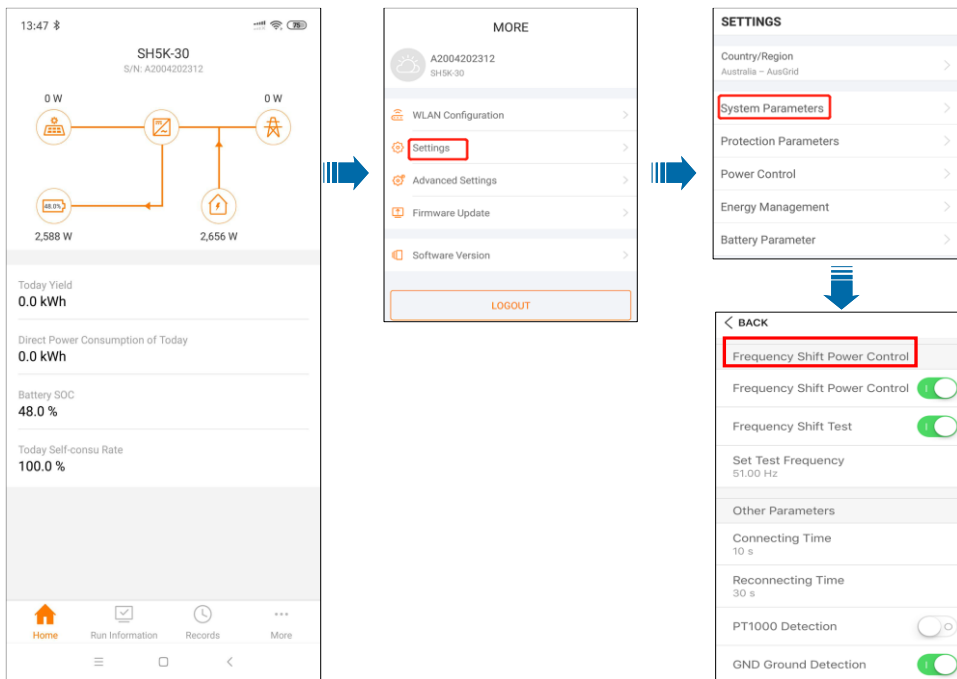 13:47
75
SH5K-30
S/N: A2004202312
0 W
0 W
48.0%
2,588 W
2,656 W
Today Yield
0.0 kWh
Direct Power Consumption of Today
0.0 kWh
Battery SOC
48.0 %
Today Self-consu Rate
100.0 %
Home
Run Information
Records
More
MORE
A2004202312
SH5K-30
WLAN Configuration
Settings
Advanced Settings
Firmware Update
Software Version
LOGOUT
SETTINGS
Country/Region
Australia – AusGrid
System Parameters
Protection Parameters
Power Control
Energy Management
Battery Parameter
BACK
Frequency Shift Power Control
Frequency Shift Power Control
Frequency Shift Test
Set Test Frequency
51.00 Hz
Other Parameters
Connecting Time
10 s
Reconnecting Time
30 s
PT1000 Detection
GND Ground Detection